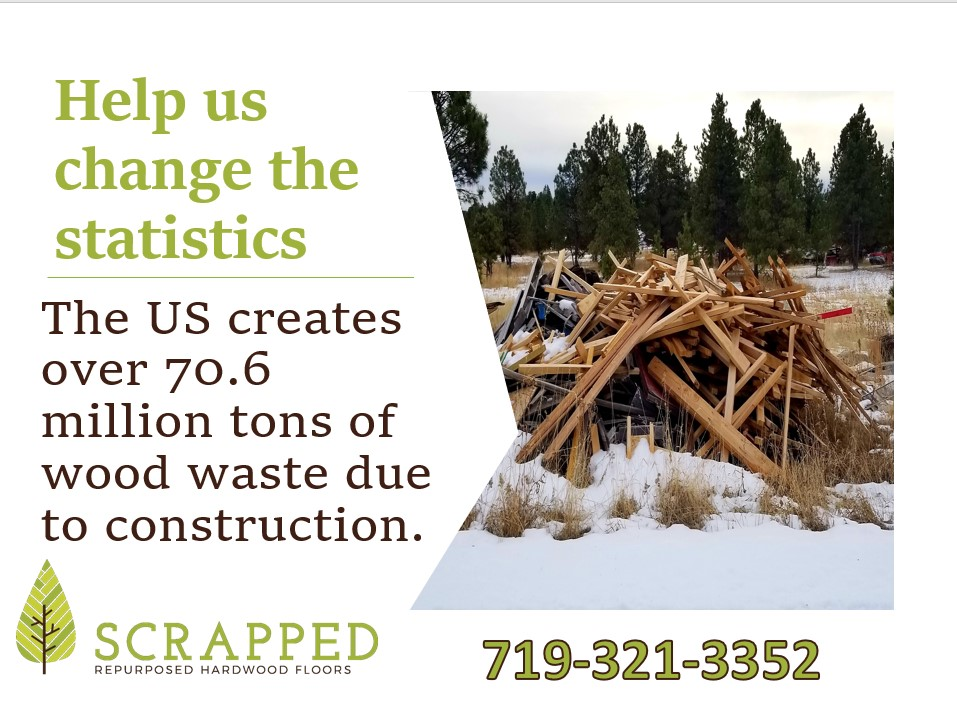 Help us
change the
statistics
The US creates
over 70.6
million tons of
wood waste due
to construction.
SCRAPPED
REPURPOSED HARDWOOD FLOORS
719-321-3352